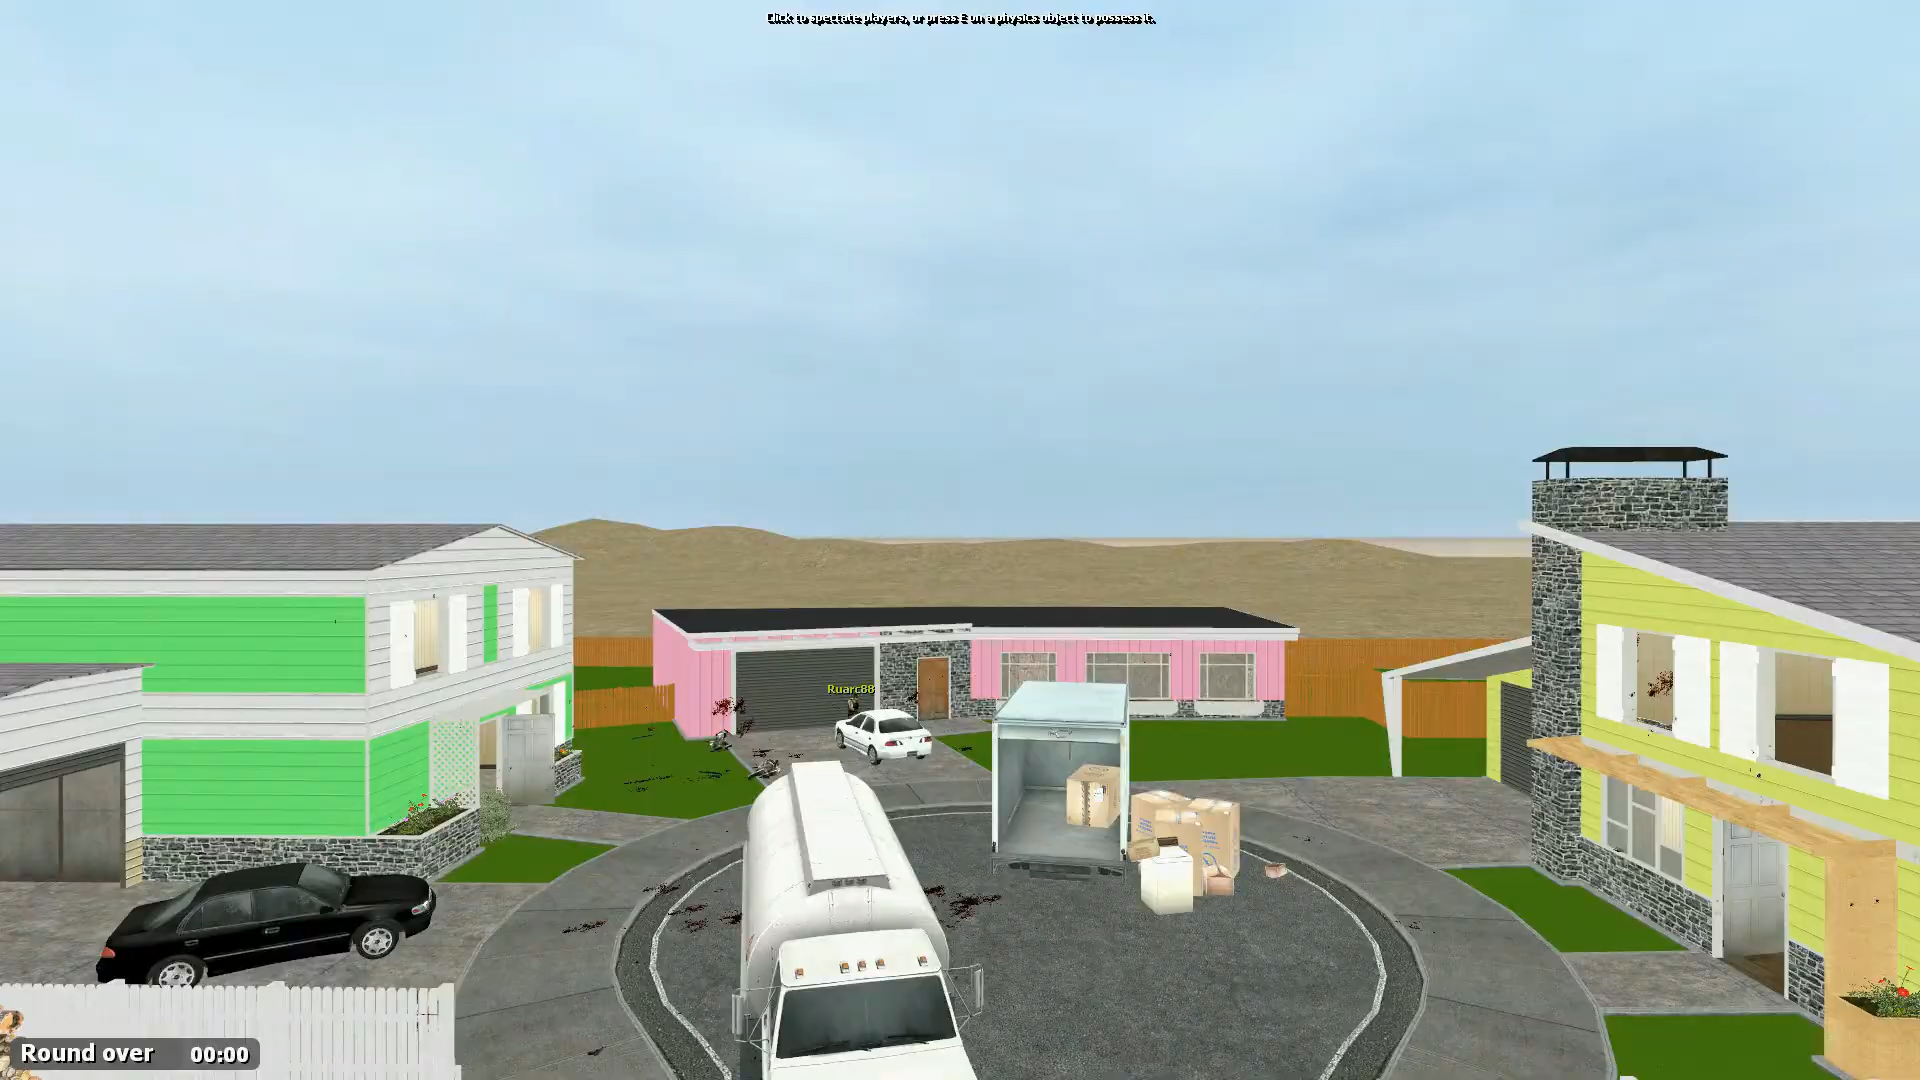 Click to spectate players, or press E on a physics object to possess it.
Ruarc88
Round over 00:00